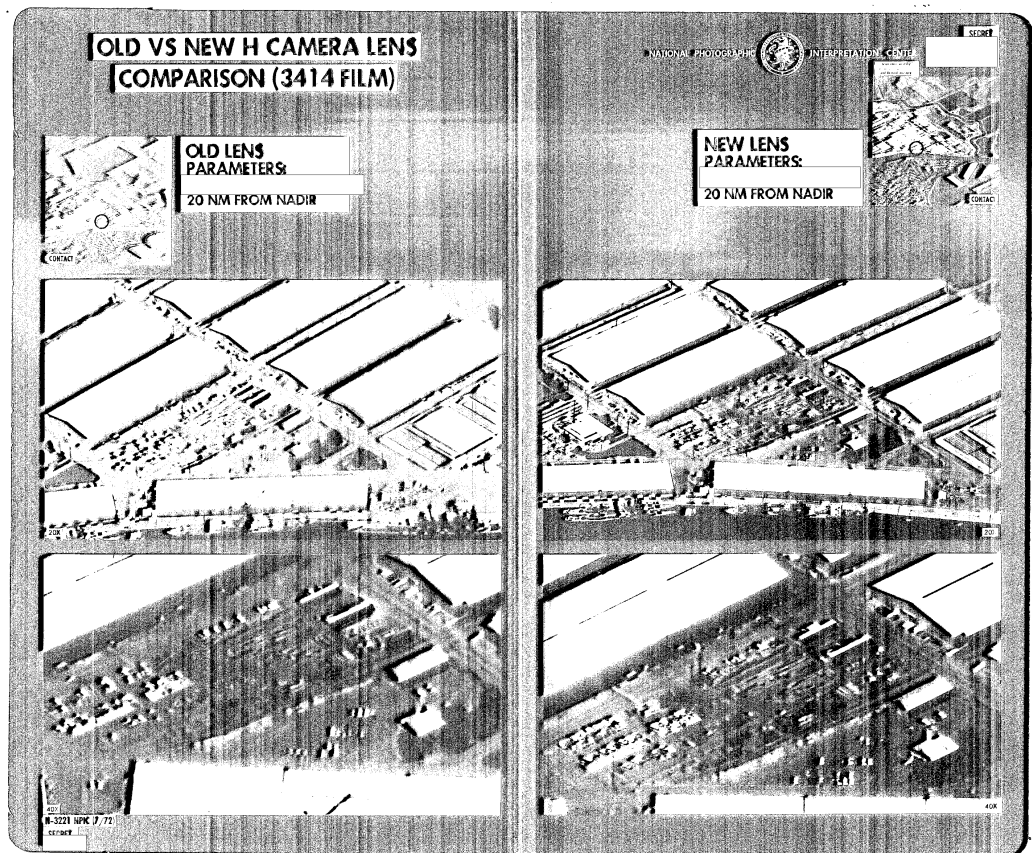 OLD VS NEW H CAMERA LENS
COMPARISON (3414 FILM)
NATIONAL PHOTOGRAPHIC INTERPRETATION CENTER
SECRET
OLD LENS
PARAMETERS:
20 NM FROM NADIR
CONTACT
NEW LENS
PARAMETERS:
20 NM FROM NADIR
CONTACT
20X
20X
40X
40X
N-3221 NPIC 7/72
SECRET